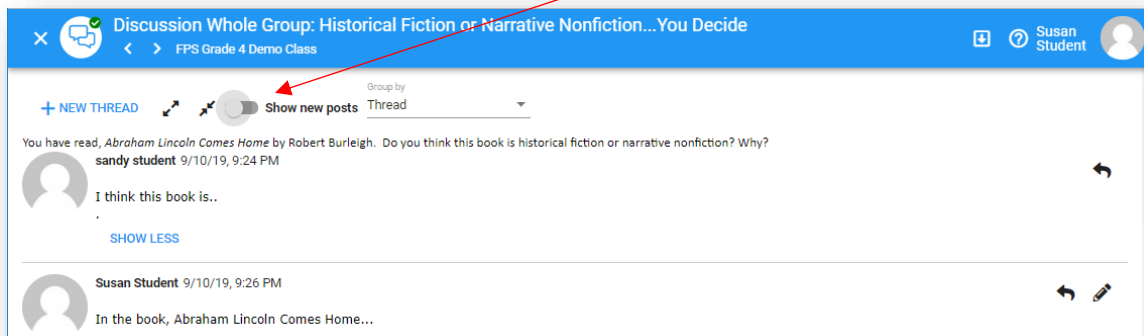 Discussion Whole Group: Historical Fiction or Narrative Nonfiction...You Decide
FPS Grade 4 Demo Class
Susan
Student
+ NEW THREAD
Show new posts
Group by
Thread
You have read, Abraham Lincoln Comes Home by Robert Burleigh. Do you think this book is historical fiction or narrative nonfiction? Why?
sandy student 9/10/19, 9:24 PM
I think this book is..
.
SHOW LESS
Susan Student 9/10/19, 9:26 PM
In the book, Abraham Lincoln Comes Home...